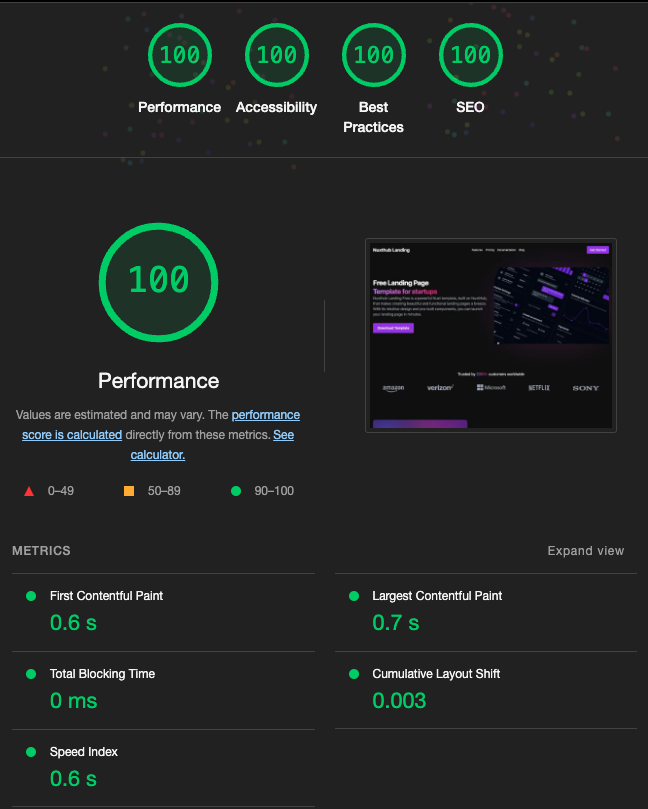 100 100 100 100
Performance Accessibility Best Practices SEO
100
Performance
Values are estimated and may vary. The performance
score is calculated directly from these metrics. See
calculator.
0–49 50–89 90–100
Nuxthub Landing
Get Started
Free Landing Page
Template for startups
Download Template
Trusted by customers worldwide
amazon verizon Microsoft NETFLIX SONY
METRICS Expand view
First Contentful Paint
0.6 s
Largest Contentful Paint
0.7 s
Total Blocking Time
0 ms
Cumulative Layout Shift
0.003
Speed Index
0.6 s